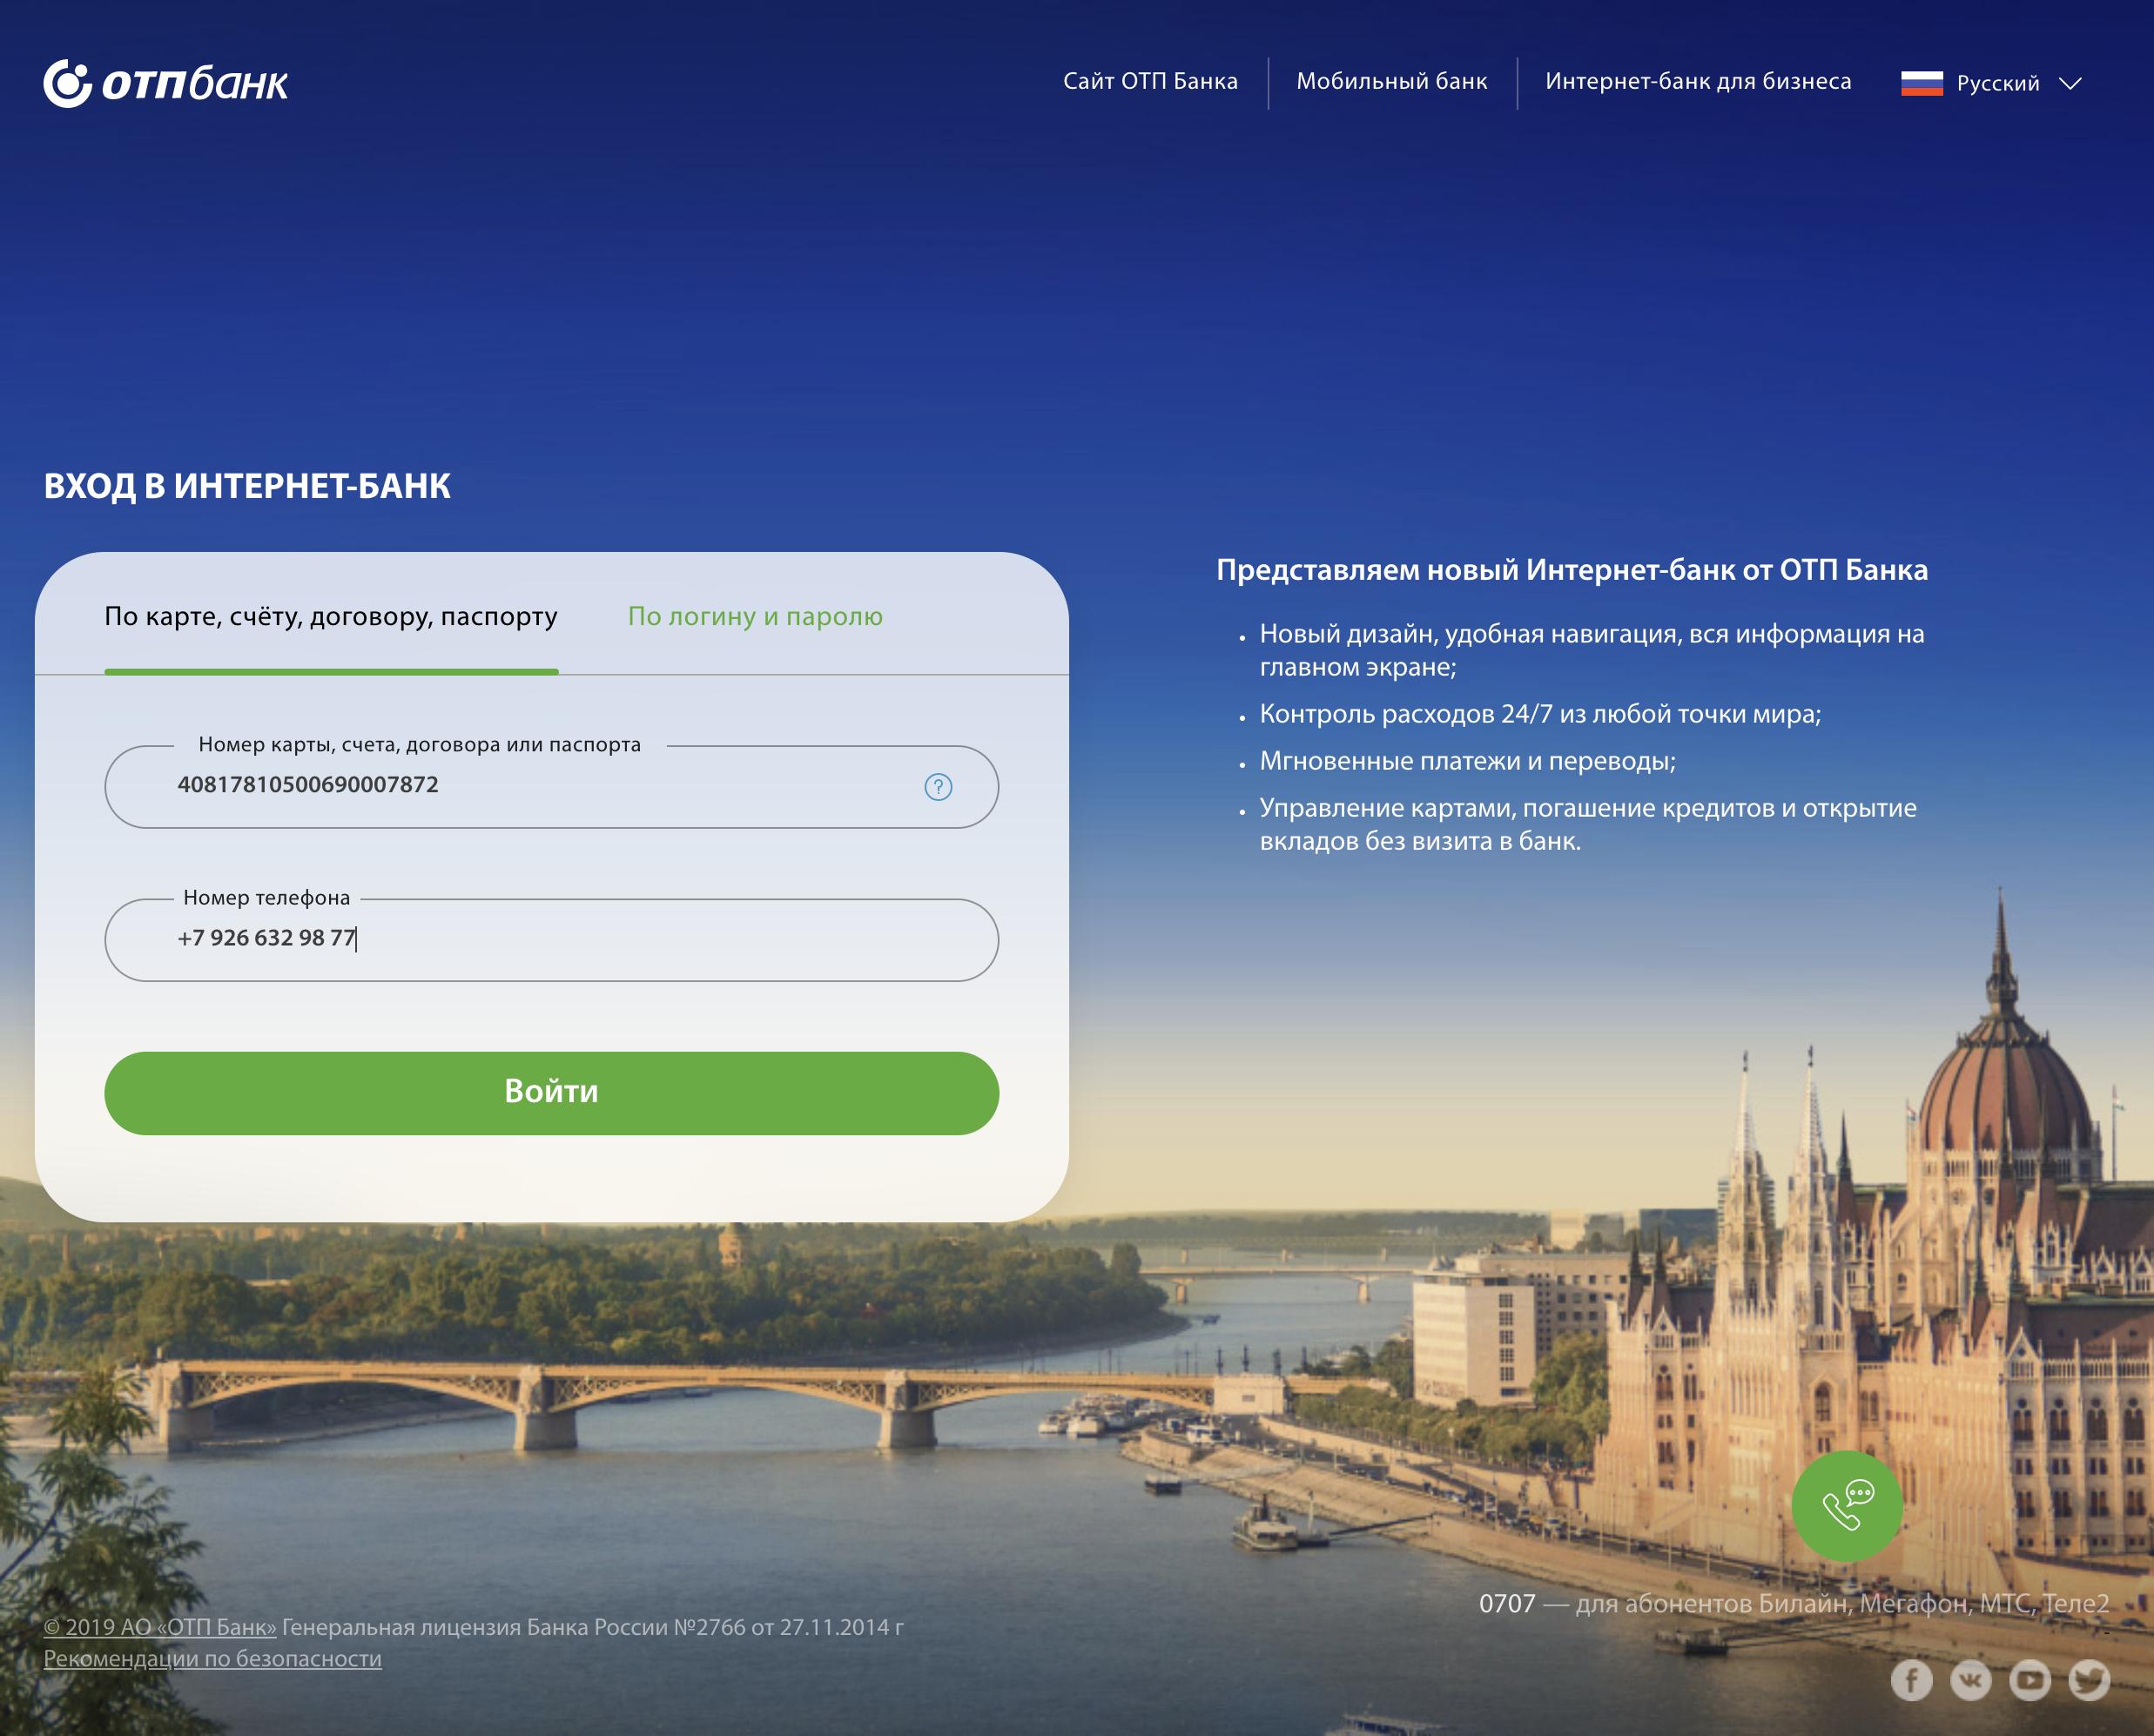 отпбанк
Сайт ОТП Банка
Мобильный банк
Интернет-банк для бизнеса
Русский
ВХОД В ИНТЕРНЕТ-БАНК
По карте, счёту, договору, паспорту
По логину и паролю
Номер карты, счета, договора или паспорта
40817810500690007872
?
Номер телефона
+7 926 632 98 77
Войти
Представляем новый Интернет-банк от ОТП Банка
• Новый дизайн, удобная навигация, вся информация на
главном экране;
• Контроль расходов 24/7 из любой точки мира;
• Мгновенные платежи и переводы;
• Управление картами, погашение кредитов и открытие
вкладов без визита в банк.
0707 — для абонентов Билайн, Мегафон, МТС, Теле2
-
© 2019 АО «ОТП Банк» Генеральная лицензия Банка России №2766 от 27.11.2014 г
Рекомендации по безопасности